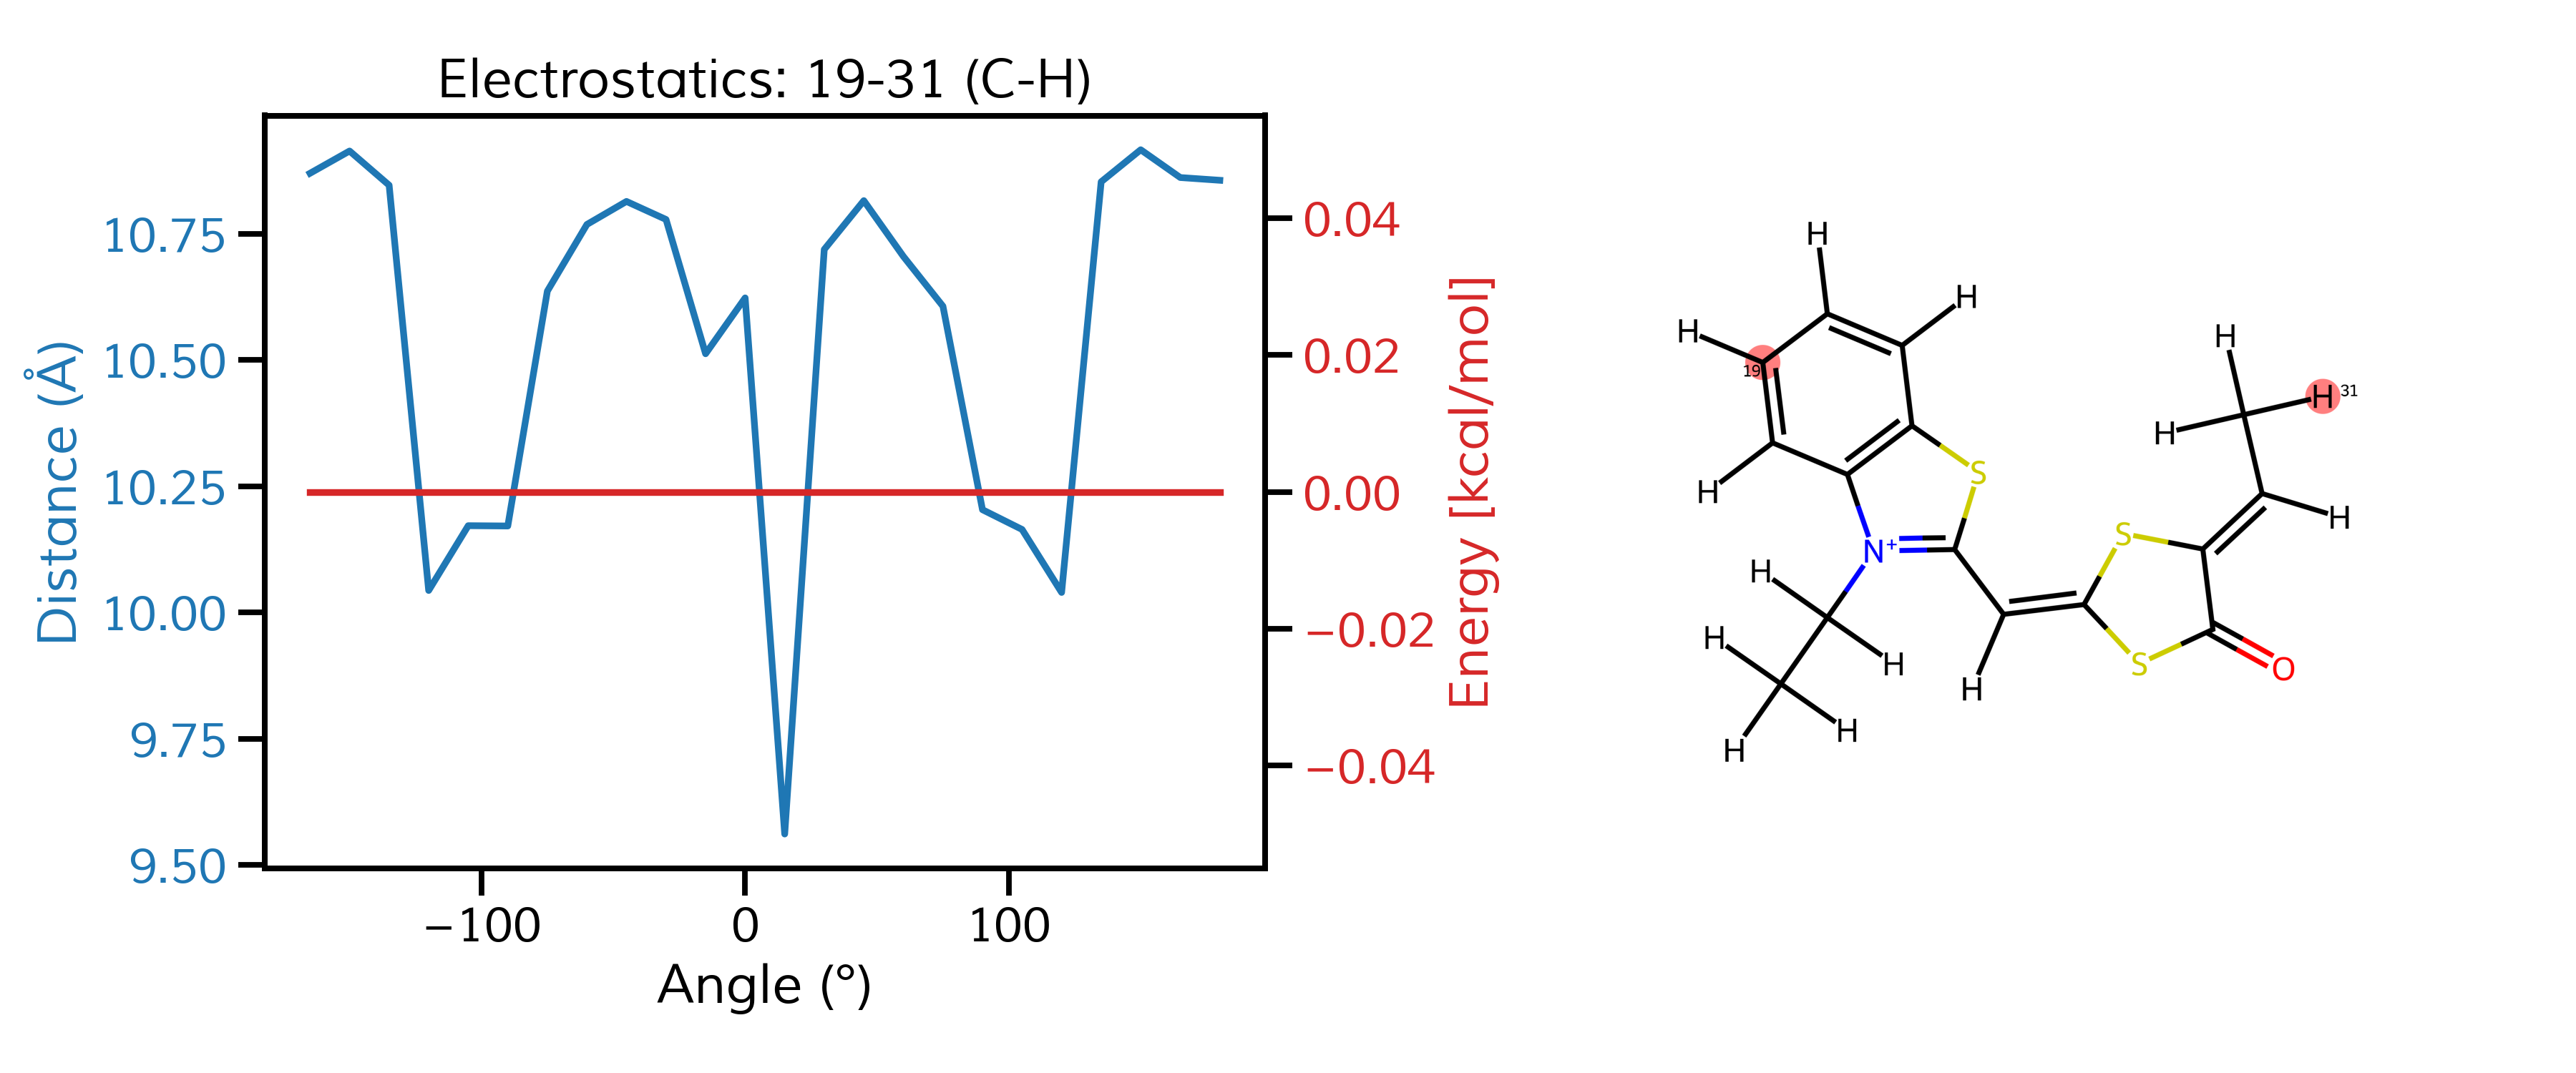 Electrostatics: 19-31 (C-H)
Distance (Å)
10.75
10.50
10.25
10.00
9.75
9.50
−100
0
100
Angle (°)
0.04
0.02
0.00
−0.02
−0.04
Energy [kcal/mol]
H
H
H
H
19
H
31
H
H
S
H
S
N+
H
H
H
S
O
H
H
H
H